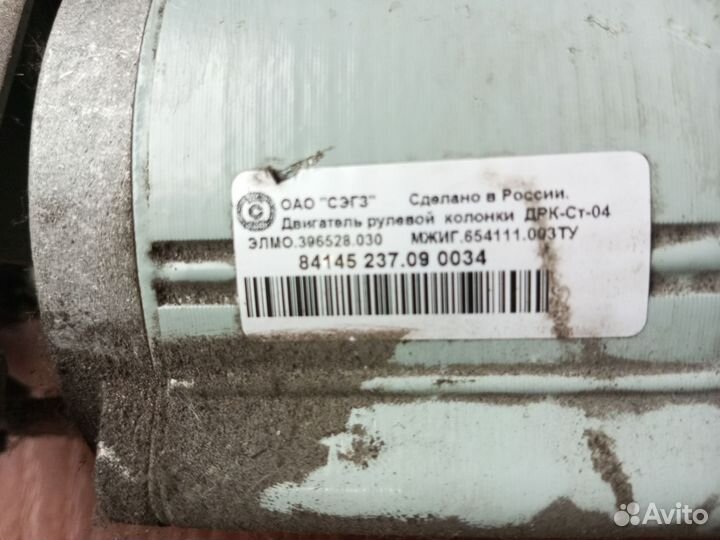 ОАО "СЭГЗ" Сделано в России.
Двигатель рулевой колонки ДРК-Ст-04
ЭЛМО.396528.030 МЖИГ.654111.003ТУ
84145 237.09 0034
Avito